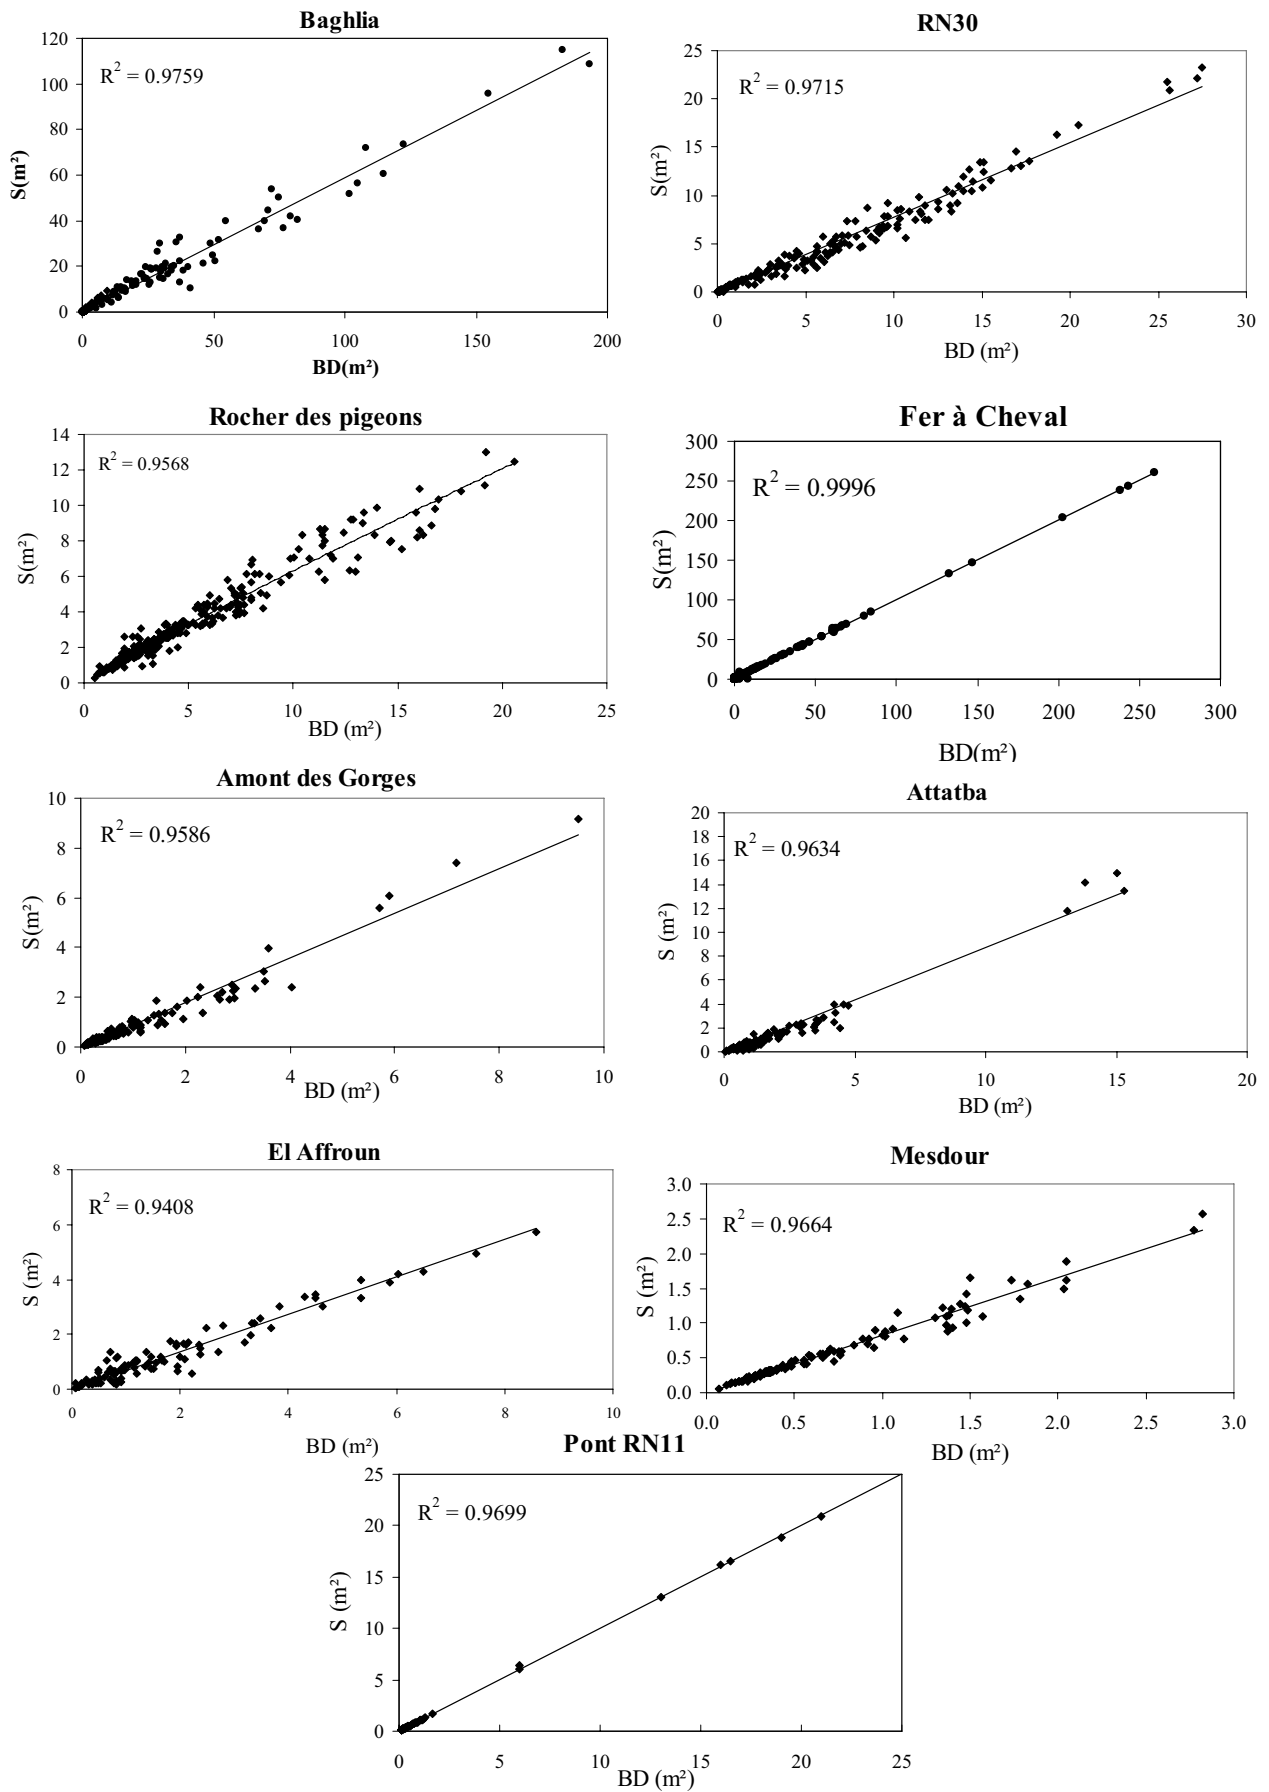 Baghlia
R² = 0.9759
S(m²)
120
100
80
60
40
20
0
0 50 100 150 200
BD(m²)
RN30
R² = 0.9715
S(m²)
25
20
15
10
5
0
0 5 10 15 20 25 30
BD (m²)
Rocher des pigeons
R² = 0.9568
S(m²)
14
12
10
8
6
4
2
0
0 5 10 15 20 25
BD (m²)
Fer à Cheval
R² = 0.9996
S(m²)
300
250
200
150
100
50
0
0 50 100 150 200 250 300
BD(m²)
Amont des Gorges
R² = 0.9586
S(m²)
10
8
6
4
2
0
0 2 4 6 8 10
BD (m²)
Attatba
R² = 0.9634
S (m²)
20
18
16
14
12
10
8
6
4
2
0
0 5 10 15 20
BD (m²)
El Affroun
R² = 0.9408
S (m²)
8
6
4
2
0
0 2 4 6 8 10
BD (m²)
Mesdour
R² = 0.9664
S (m²)
3.0
2.5
2.0
1.5
1.0
0.5
0.0
0.0 0.5 1.0 1.5 2.0 2.5 3.0
BD (m²)
Pont RN11
R² = 0.9699
S (m²)
25
20
15
10
5
0
0 5 10 15 20 25
BD (m²)